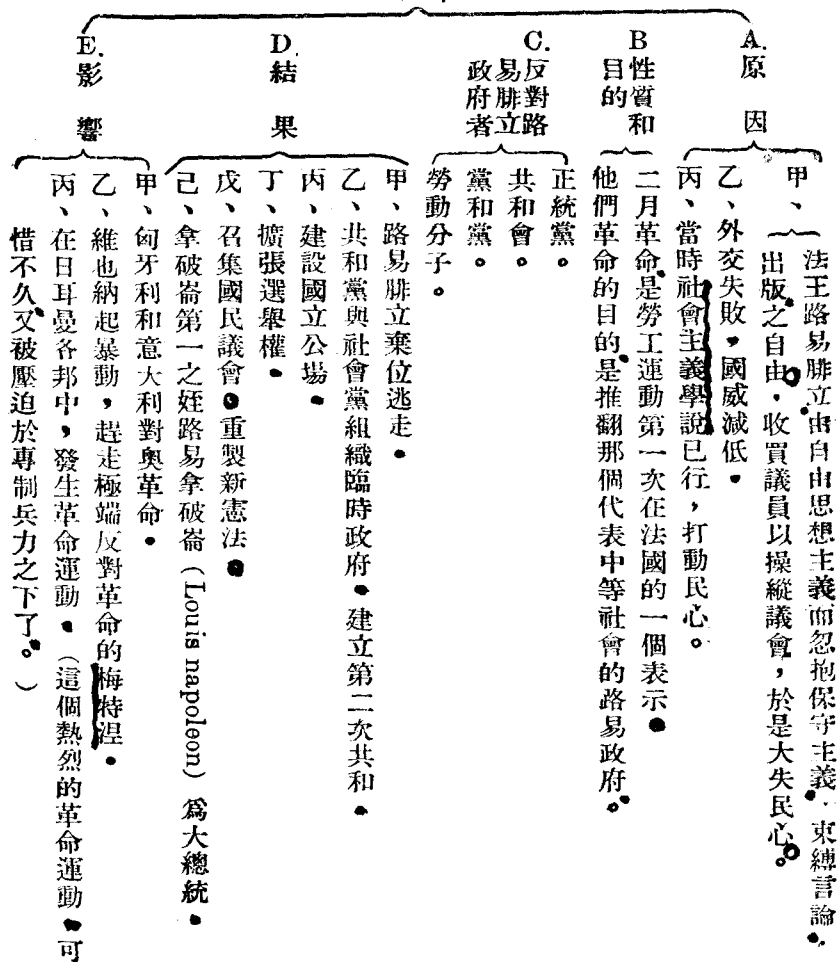 A.原因
甲、法王路易腓立由自由思想主義而忽抱保守主義、束縛言論、
出版之自由,收買議員以操縱議會,於是大失民心。
乙、外交失敗,國威減低。
丙、當時社會主義學說已行,打動民心。
B性質和
目的
二月革命是勞工運動第一次在法國的一個表示。
他們革命的目的是推翻那個代表中等社會的路易政府。
C.反對路
易腓立
政府者
正統黨。
共和會。
黨和黨。
勞動分子。
D.結果
甲、路易腓立棄位逃走。
乙、共和黨與社會黨組織臨時政府。建立第二次共和。
丙、建設國立公場。
丁、擴張選舉權。
戊、召集國民議會。重製新憲法。
己、拿破崙第一之姪路易拿破崙(Louis napoleon)爲大總統。
E.影響
甲、匈牙利和意大利對奧革命。
乙、維也納起暴動,趕走極端反對革命的梅特涅。
丙、在日耳曼各邦中,發生革命運動。(這個熱烈的革命運動。可
惜不久又被壓迫於專制兵力之下了。)